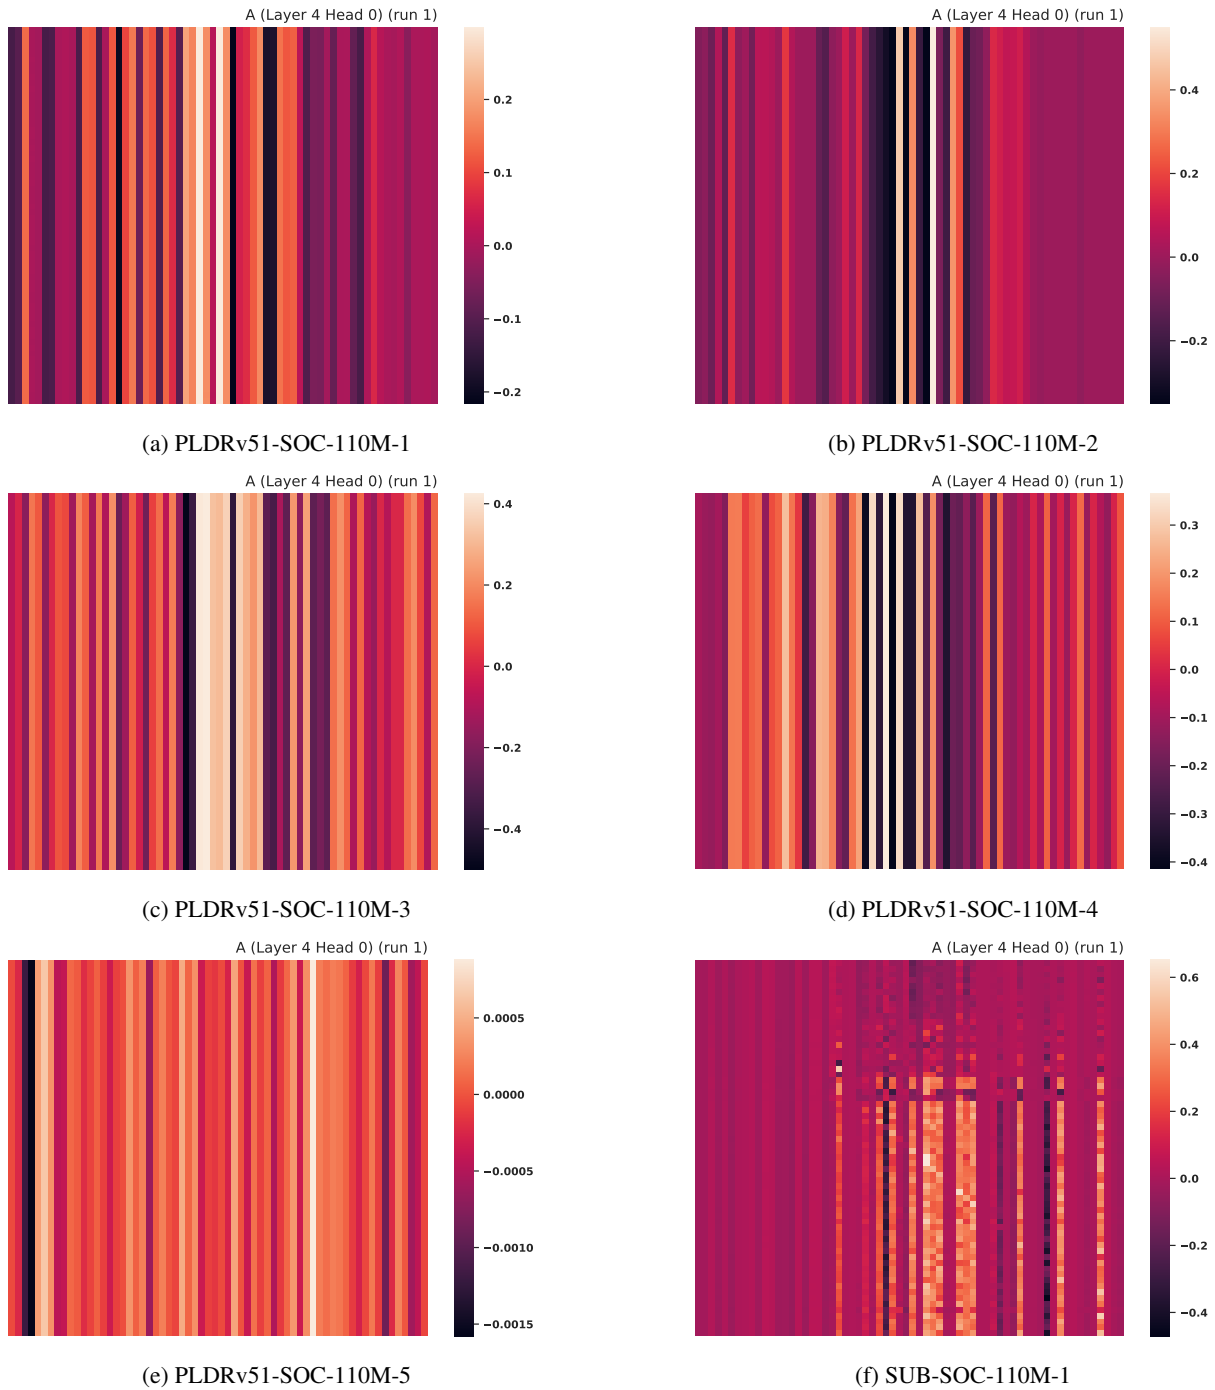 A (Layer 4 Head 0) (run 1)
0.2
0.1
0.0
−0.1
−0.2
(a) PLDRv51-SOC-110M-1
A (Layer 4 Head 0) (run 1)
0.4
0.2
0.0
−0.2
(b) PLDRv51-SOC-110M-2
A (Layer 4 Head 0) (run 1)
0.4
0.2
0.0
−0.2
−0.4
(c) PLDRv51-SOC-110M-3
A (Layer 4 Head 0) (run 1)
0.3
0.2
0.1
0.0
−0.1
−0.2
−0.3
−0.4
(d) PLDRv51-SOC-110M-4
A (Layer 4 Head 0) (run 1)
0.0005
0.0000
−0.0005
−0.0010
−0.0015
(e) PLDRv51-SOC-110M-5
A (Layer 4 Head 0) (run 1)
0.6
0.4
0.2
0.0
−0.2
−0.4
(f) SUB-SOC-110M-1